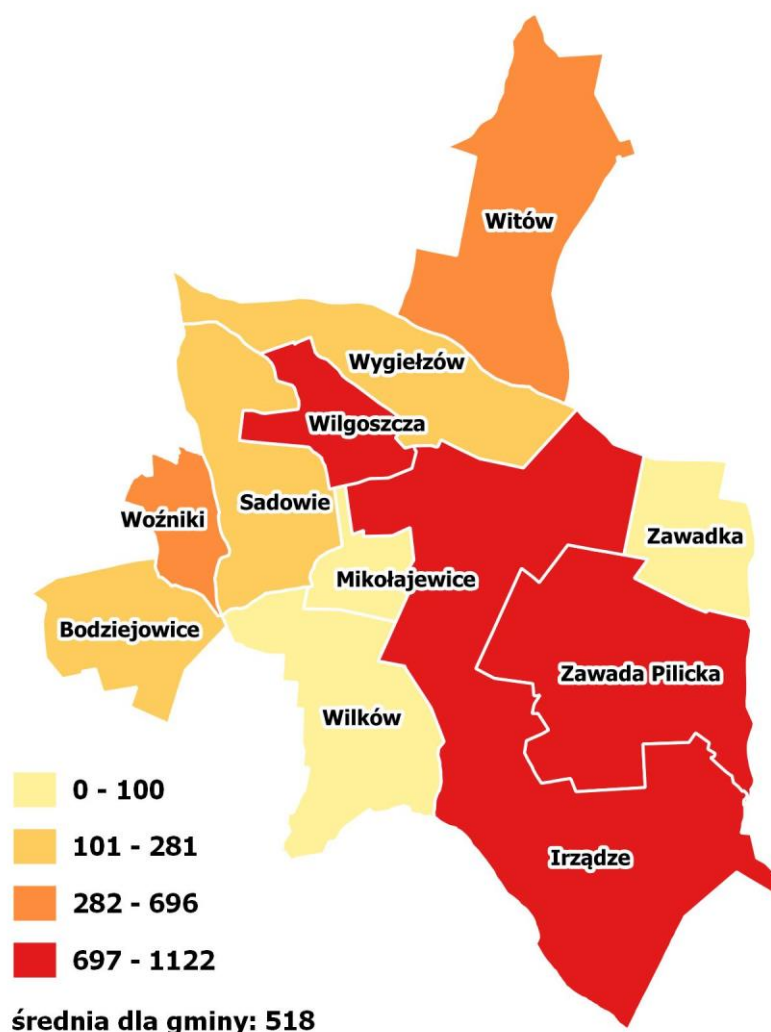 Witów
Wygiełzów
Wilgoszcza
Sadowie
Woźniki
Zawadka
Mikołajewice
Bodziejowice
Zawada Pilicka
Wilków
Irządze
0 - 100
101 - 281
282 - 696
697 - 1122
średnia dla gminy: 518